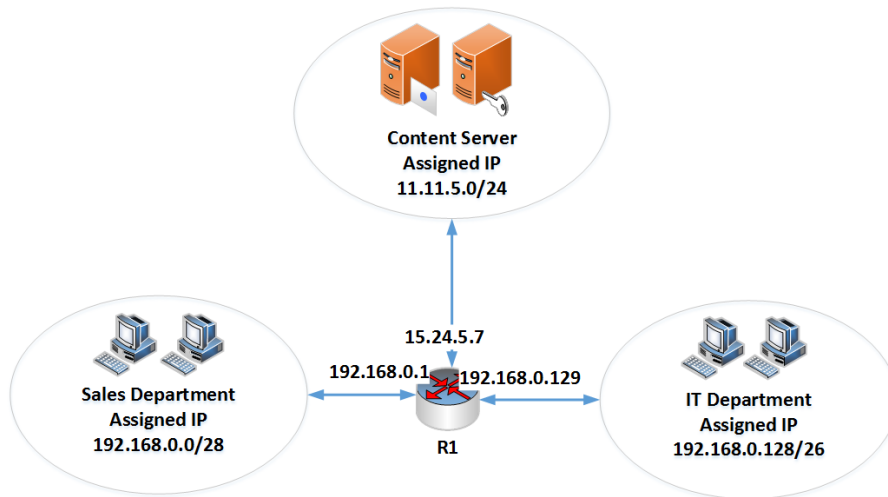 Content Server
Assigned IP
11.11.5.0/24
15.24.5.7
192.168.0.1
192.168.0.129
Sales Department
Assigned IP
192.168.0.0/28
R1
IT Department
Assigned IP
192.168.0.128/26